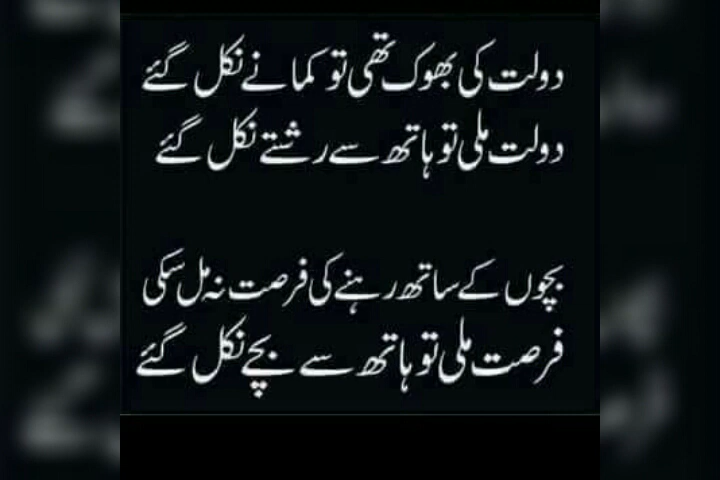 دولت کی بھوک تھی تو کمانے نکل گئے
دولت ملی تو ہاتھ سے رشتے نکل گئے
بچوں کے ساتھ رہنے کی فرصت نہ مل سکی
فرصت ملی تو ہاتھ سے بچے نکل گئے